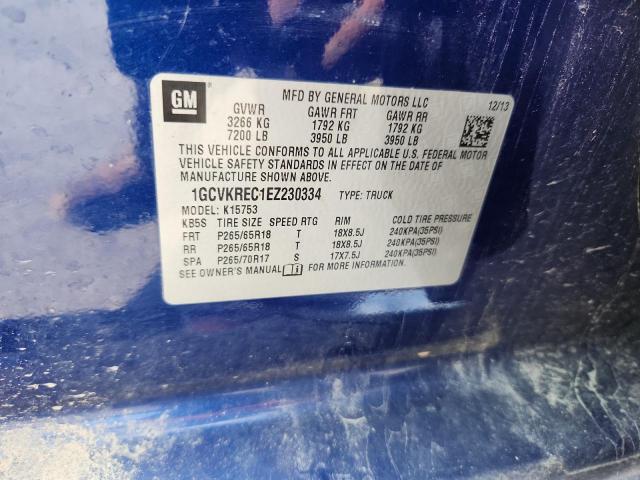 GM
MFD BY GENERAL MOTORS LLC 12/13
GVWR GAWR FRT GAWR RR
3266 KG 1792 KG 1792 KG
7200 LB 3950 LB 3950 LB
THIS VEHICLE CONFORMS TO ALL APPLICABLE U.S. FEDERAL MOTOR
VEHICLE SAFETY STANDARDS IN EFFECT ON THE DATE OF
MANUFACTURE SHOWN ABOVE.
1GCVKREC1EZ230334 TYPE: TRUCK
MODEL: K15753
KB5S TIRE SIZE SPEED RTG RIM COLD TIRE PRESSURE
FRT P265/65R18 T 18X8.5J 240KPA(35PSI)
RR P265/65R18 T 18X8.5J 240KPA(35PSI)
SPA P265/70R17 S 17X7.5J 240KPA(35PSI)
SEE OWNER'S MANUAL FOR MORE INFORMATION.